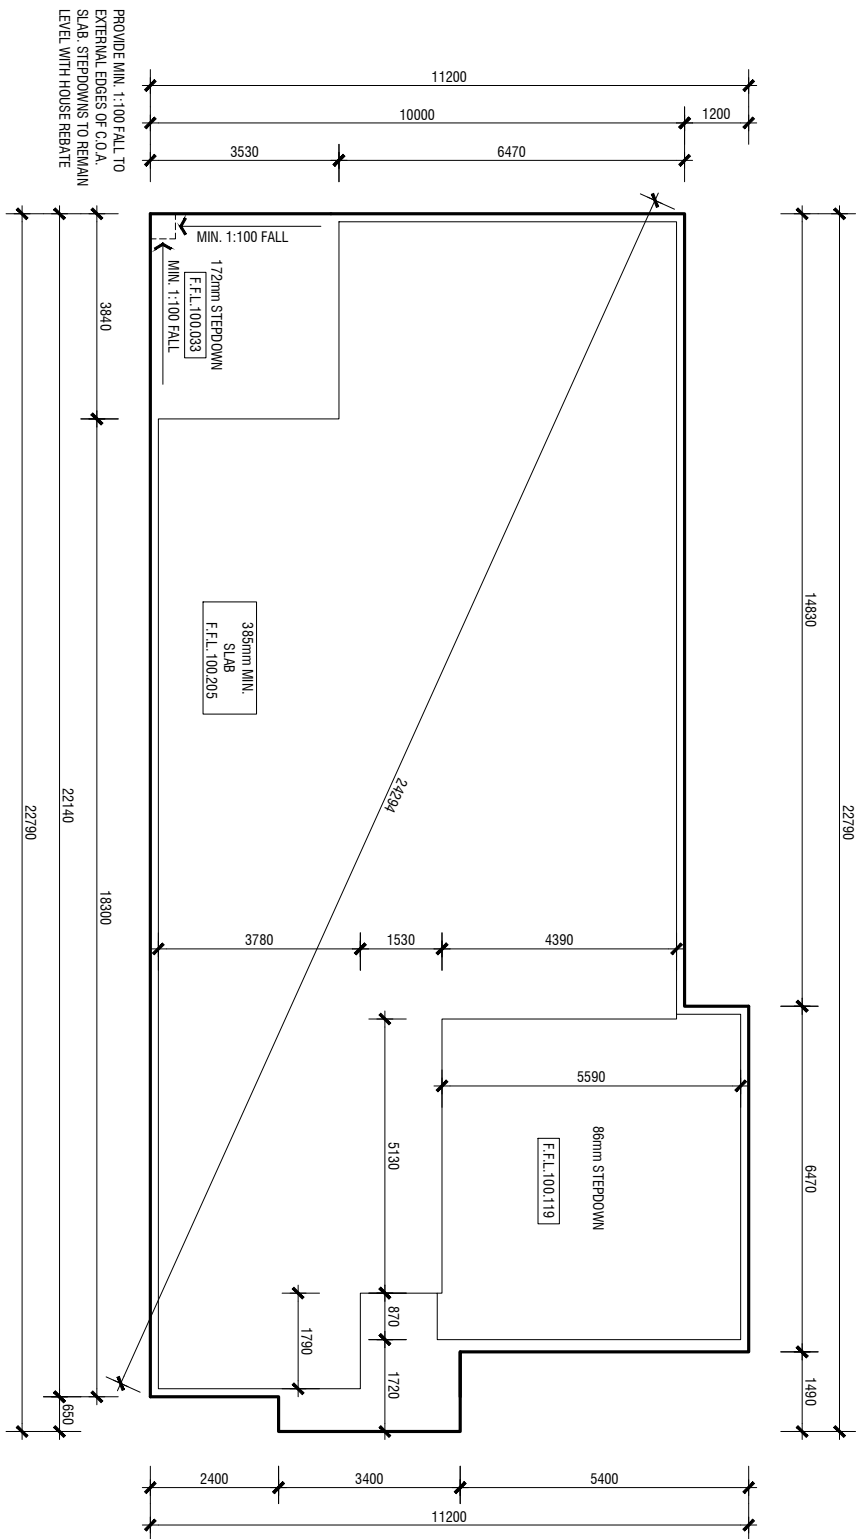 PROVIDE MIN. 1:100 FALL TO
EXTERNAL EDGES OF C.O.A.
SLAB. STEPDOWNS TO REMAIN
LEVEL WITH HOUSE REBATE
11200
10000
1200
3530
6470
MIN. 1:100 FALL
MIN. 1:100 FALL
172mm STEPDOWN
F.F.L.100.033
3840
14830
22790
385mm MIN.
SLAB
F.F.L. 100.205
24294
22790
22140
18300
3780
1530
4390
5590
5130
86mm STEPDOWN
F.F.L.100.119
6470
870
1790
1720
1490
650
2400
3400
5400
11200